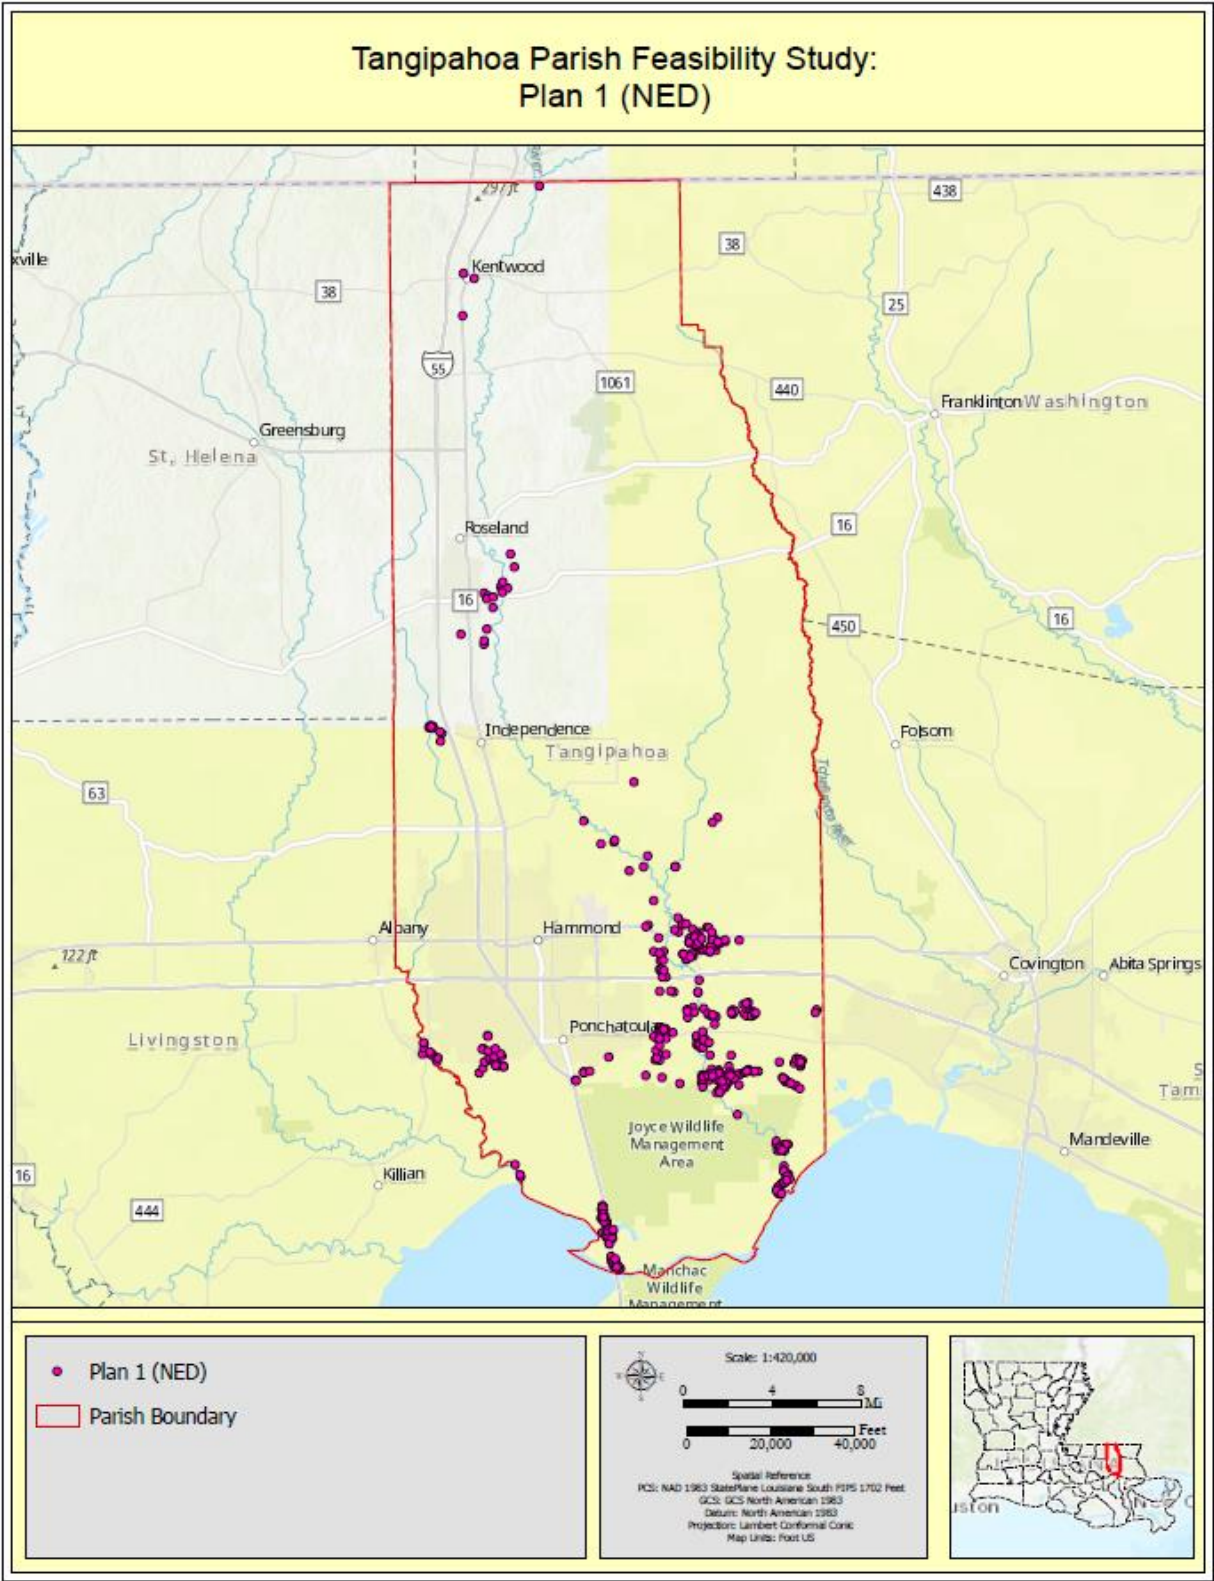 Tangipahoa Parish Feasibility Study:
Plan 1 (NED)
297 ft
438
38
xville
Kentwood
38
25
55
1061
440
Franklinton
Washington
Greensburg
St. Helena
Roseland
16
16
16
450
Independence
Tangipahoa
Folsom
63
Tchefuncte River
Albany
Hammond
122 ft
Covington
Abita Springs
Ponchatoula
Livingston
S
Tam
Joyce Wildlife
Management
Area
Mandeville
16
Killian
444
Manchac
Wildlife
Management
Plan 1 (NED)
Parish Boundary
Scale: 1:420,000
N
W E
S
0 4 8
Mi
Feet
0 20,000 40,000
Spatial Reference
PCS: NAD 1983 StatePlane Louisiana South FIPS 1702 Feet
GCS: GCS North American 1983
Datum: North American 1983
Projection: Lambert Conformal Conic
Map Units: Foot US
uston